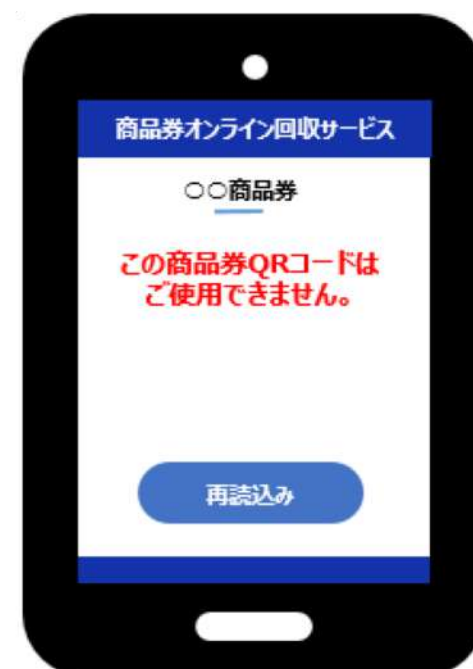 商品券オンライン回収サービス
○○商品券
この商品券QRコードは
ご使用できません。
再読込み